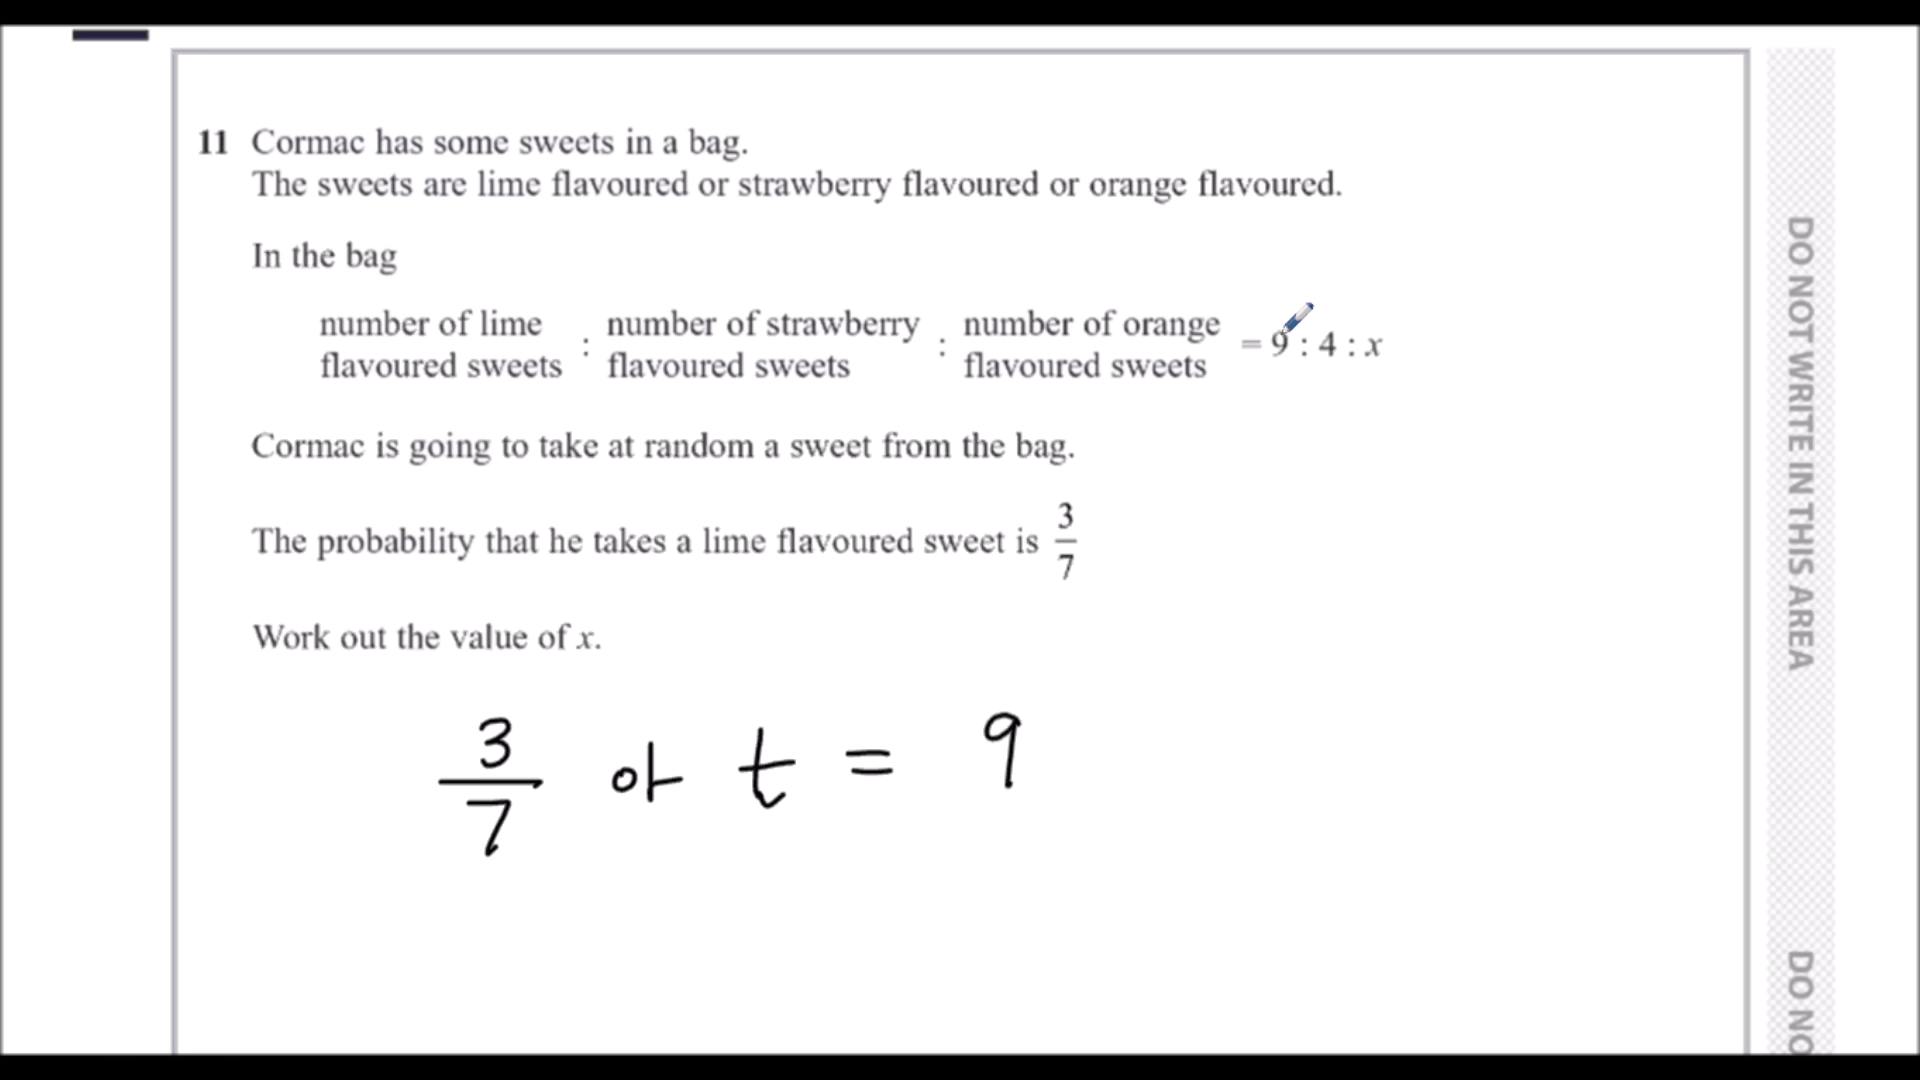 11 Cormac has some sweets in a bag.
The sweets are lime flavoured or strawberry flavoured or orange flavoured.
In the bag
number of lime flavoured sweets : number of strawberry flavoured sweets : number of orange flavoured sweets = 9 : 4 : x
Cormac is going to take at random a sweet from the bag.
The probability that he takes a lime flavoured sweet is 3/7
Work out the value of x.
3/7 of t = 9
DO NOT WRITE IN THIS AREA
DO NO